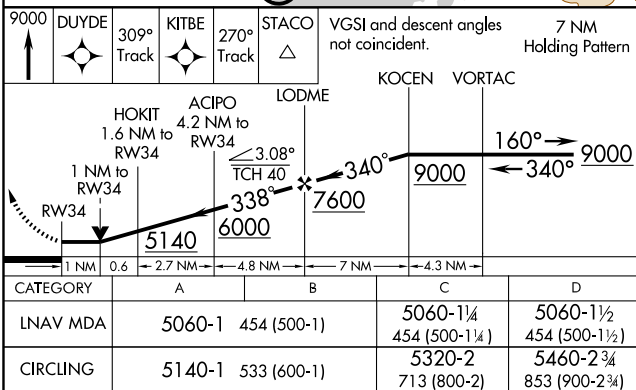 9000 DUYDE 309° Track KITBE 270° Track STACO
VGSI and descent angles
not coincident.
7 NM
Holding Pattern
KOCEN VORTAC
LODME
ACIPO
4.2 NM to
RW34
HOKIT
1.6 NM to
RW34
1 NM to
RW34
RW34
3.08°
TCH 40
160°
340°
9000
340°
9000
338°
7600
6000
5140
1 NM 0.6 2.7 NM 4.8 NM 7 NM 4.3 NM
CATEGORY A B C D
LNAV MDA 5060-1 454 (500-1) 5060-1¼ 454 (500-1¼) 5060-1½ 454 (500-1½)
CIRCLING 5140-1 533 (600-1) 5320-2 713 (800-2) 5460-2¾ 853 (900-2¾)